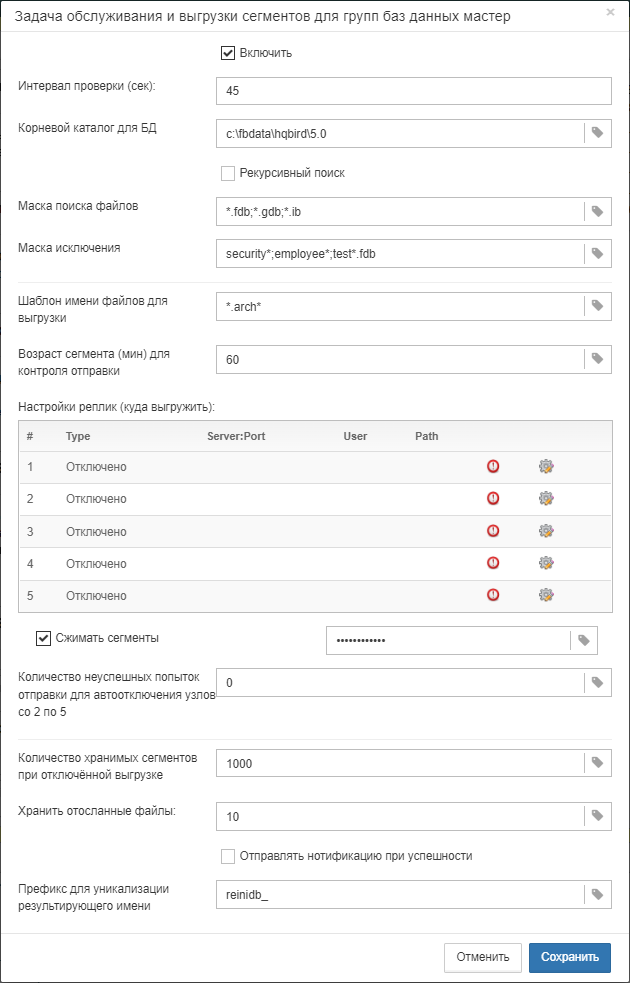 Задача обслуживания и выгрузки сегментов для групп баз данных мастер ×
Включить
Интервал проверки (сек): 45
Корневой каталог для БД c:\fbdata\hqbird\5.0
Рекурсивный поиск
Маска поиска файлов *.fdb;*.gdb;*.ib
Маска исключения security*;employee*;test*.fdb
Шаблон имени файлов для
выгрузки
*.arch*
Возраст сегмента (мин) для
контроля отправки
60
Настройки реплик (куда выгружить):
# Type Server:Port User Path
1 Отключено
2 Отключено
3 Отключено
4 Отключено
5 Отключено
Сжимать сегменты ••••••••••••
Количество неуспешных попыток
отправки для автоотключения узлов
со 2 по 5
0
Количество хранимых сегментов
при отключённой выгрузке
1000
Хранить отосланные файлы: 10
Отправлять нотификацию при успешности
Префикс для уникализации
результирующего имени
reinidb_
Отменить Сохранить